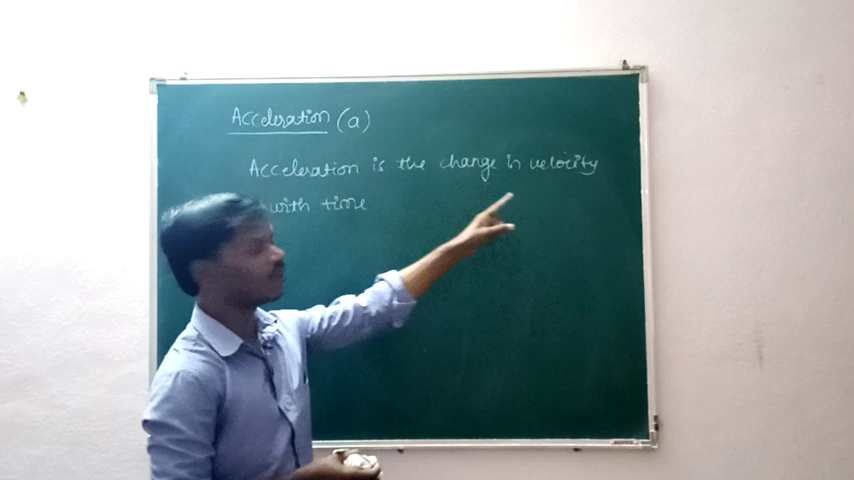 Acceleration (a)
Acceleration is the change in velocity
with time